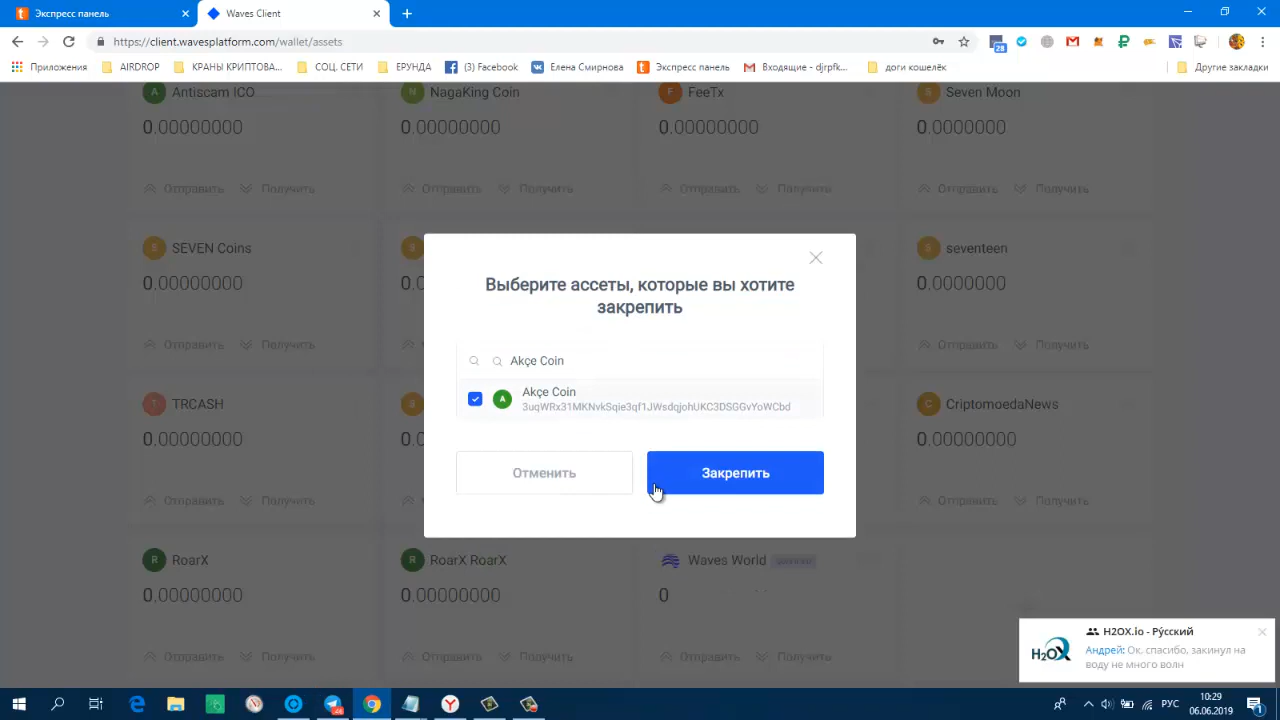 Экспресс панель
Waves Client
https://client.wavesplatform.com/wallet/assets
28
Приложения
AIRDROP
КРАНЫ КРИПТОВА...
СОЦ. СЕТИ
ЕРУНДА
(3) Facebook
Елена Смирнова
Экспресс панель
Входящие - djrpfk...
доги кошелёк
Другие закладки
A Antiscam ICO
N NagaKing Coin
F FeeTx
S Seven Moon
0.00000000
0.00000000
0.00000000
0.0000000
Отправить Получить
Отправить Получить
Отправить Получить
Отправить Получить
S SEVEN Coins
S
S seventeen
0.00000000
0.0000000
Отправить Получить
Отправить Получить
T TRCASH
C CriptomoedaNews
0.00000000
0.00000000
Отправить Получить
Отправить Получить
R RoarX
R RoarX RoarX
Waves World
0.00000000
0.00000000
0
Отправить Получить
Отправить Получить
Отправить Получить
Выберите ассеты, которые вы хотите
закрепить
Akçe Coin
A Akçe Coin
3uqWRx31MKNvkSqie3qf1JWsdqjohUKC3DSGGvYoWCbd
Отменить
Закрепить
H2OX
H2OX.io - Ру́сский
Андрей: Ок, спасибо, закинул на
воду не много волн
РУС
10:29
06.06.2019